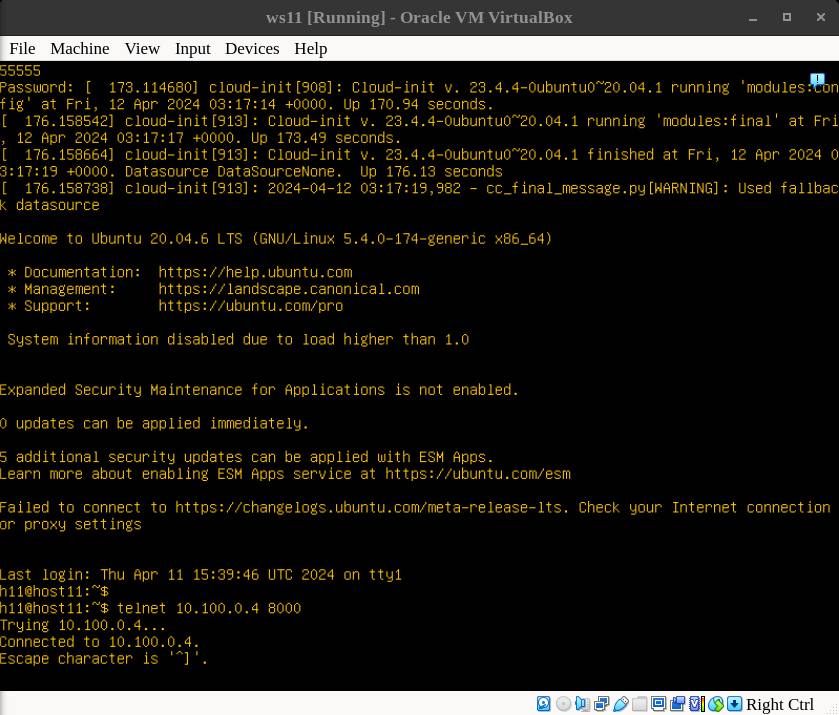 ws11 [Running] - Oracle VM VirtualBox
File Machine View Input Devices Help
55555
Password: [  173.114680] cloud-init[908]: Cloud-init v. 23.4.4-0ubuntu0~20.04.1 running 'modules:con
fig' at Fri, 12 Apr 2024 03:17:14 +0000. Up 170.94 seconds.
[  176.158542] cloud-init[913]: Cloud-init v. 23.4.4-0ubuntu0~20.04.1 running 'modules:final' at Fri
, 12 Apr 2024 03:17:17 +0000. Up 173.49 seconds.
[  176.158664] cloud-init[913]: Cloud-init v. 23.4.4-0ubuntu0~20.04.1 finished at Fri, 12 Apr 2024 0
3:17:19 +0000. Datasource DataSourceNone.  Up 176.13 seconds
[  176.158738] cloud-init[913]: 2024-04-12 03:17:19,982 - cc_final_message.py[WARNING]: Used fallbac
k datasource
Welcome to Ubuntu 20.04.6 LTS (GNU/Linux 5.4.0-174-generic x86_64)
* Documentation:  https://help.ubuntu.com
* Management:     https://landscape.canonical.com
* Support:        https://ubuntu.com/pro
System information disabled due to load higher than 1.0
Expanded Security Maintenance for Applications is not enabled.
0 updates can be applied immediately.
5 additional security updates can be applied with ESM Apps.
Learn more about enabling ESM Apps service at https://ubuntu.com/esm
Failed to connect to https://changelogs.ubuntu.com/meta-release-lts. Check your Internet connection
or proxy settings
Last login: Thu Apr 11 15:39:46 UTC 2024 on tty1
h11@host11:~$
h11@host11:~$ telnet 10.100.0.4 8000
Trying 10.100.0.4...
Connected to 10.100.0.4.
Escape character is '^]'.
Right Ctrl